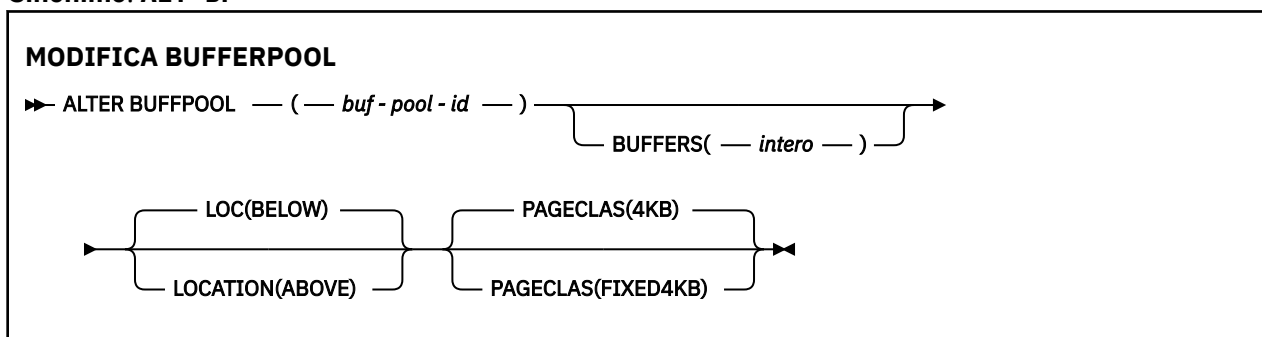 MODIFICA BUFFERPOOL
ALTER BUFFPOOL ( buf - pool - id )
BUFFERS( intero )
LOC(BELOW) PAGECLAS(4KB)
LOCATION(ABOVE) PAGECLAS(FIXED4KB)